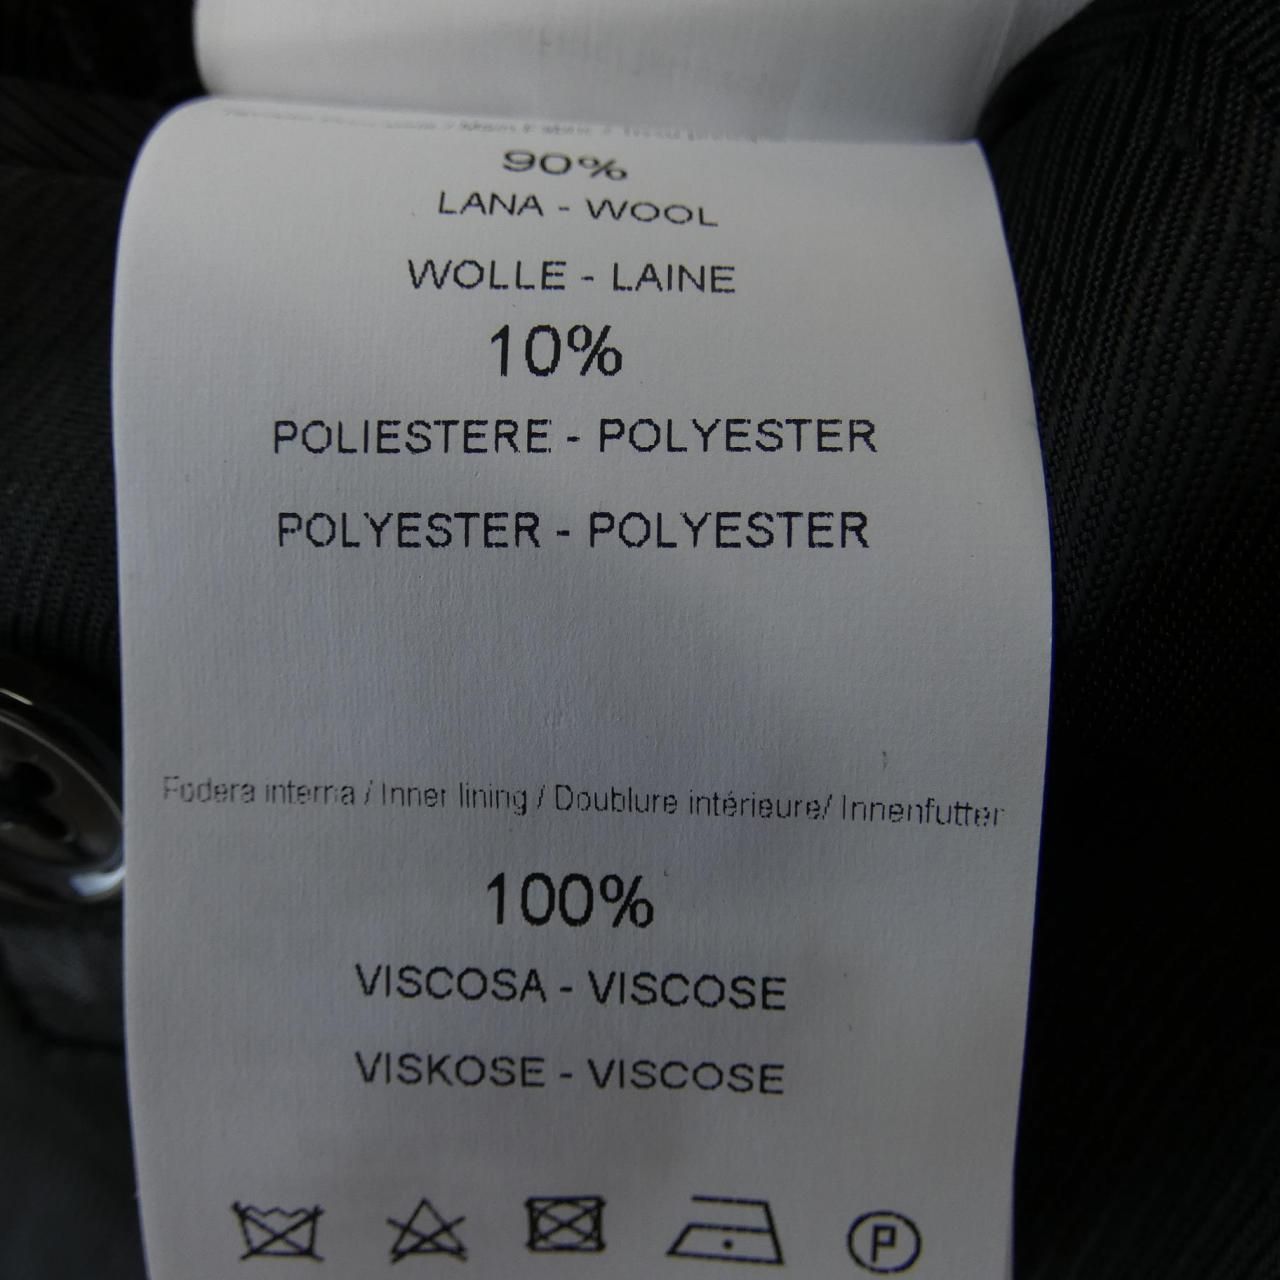 90%
LANA - WOOL
WOLLE - LAINE
10%
POLIESTERE - POLYESTER
POLYESTER - POLYESTER
Fodera interna / Inner lining / Doublure intérieure/ Innenfutter
100%
VISCOSA - VISCOSE
VISKOSE - VISCOSE
P